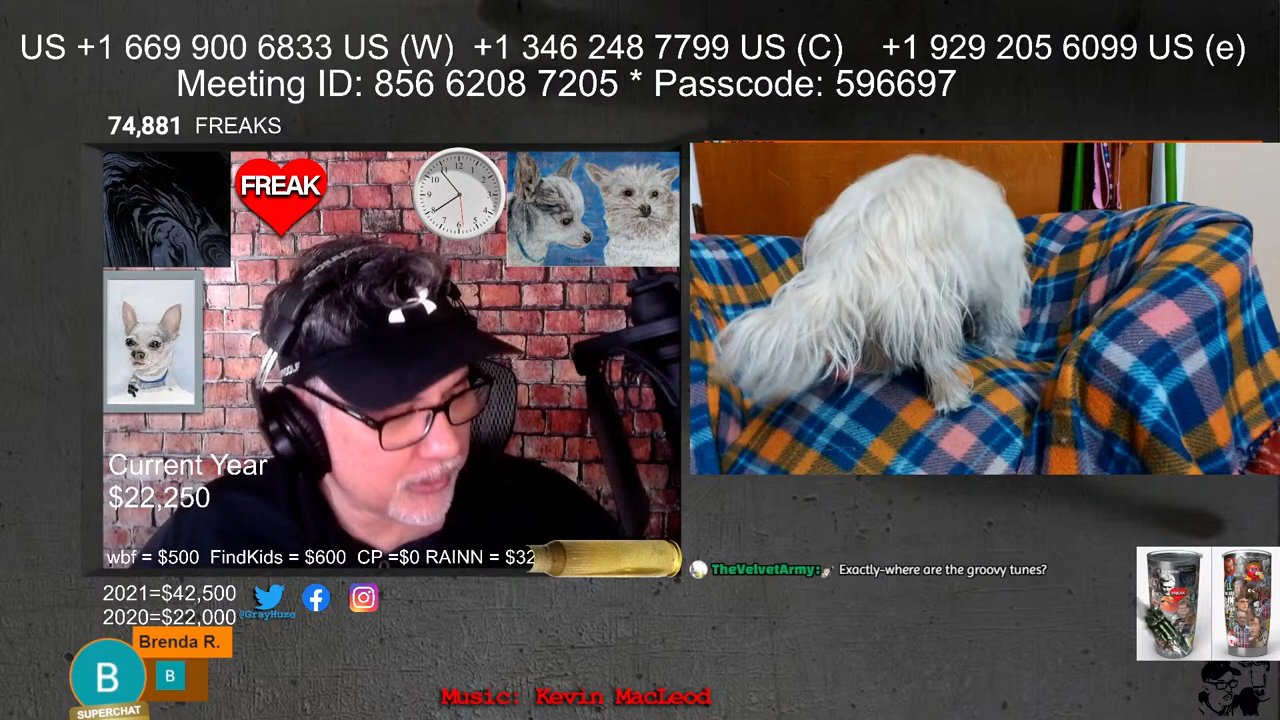 US +1 669 900 6833 US (W) +1 346 248 7799 US (C) +1 929 205 6099 US (e)
Meeting ID: 856 6208 7205 * Passcode: 596697
74,881 FREAKS
FREAK
Current Year
$22,250
wbf = $500 FindKids = $600 CP =$0 RAINN = $32
TheVelvetArmy: Exactly-where are the groovy tunes?
2021=$42,500
2020=$22,000
@GrayHuze
Brenda R.
B
B
SUPERCHAT
Music: Kevin MacLeod